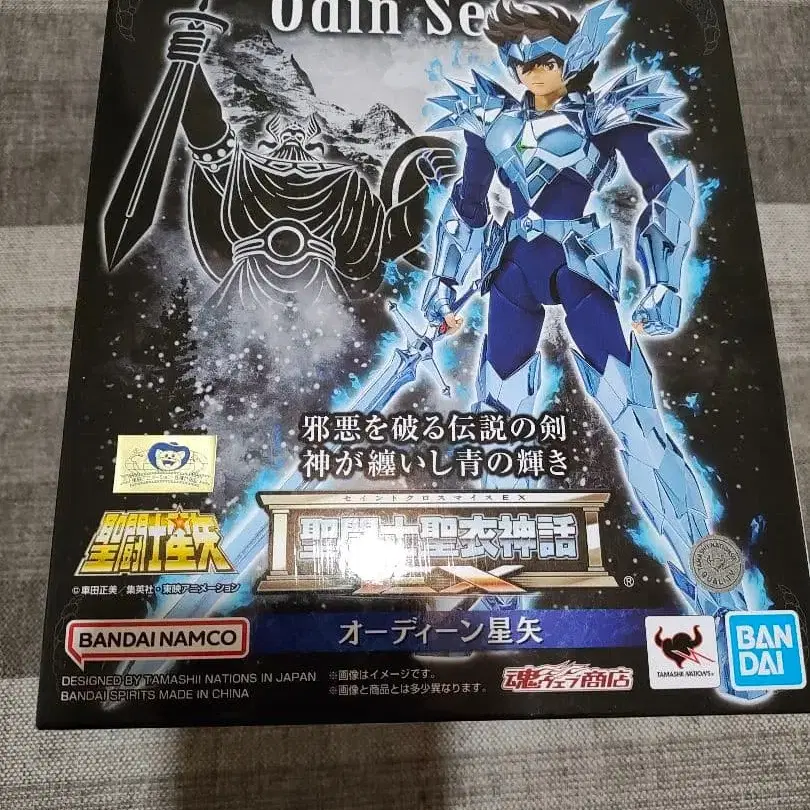 Odin Se
邪悪を破る伝説の剣
神が纏いし青の輝き
セイントクロスマイスEX
聖闘士聖衣神話
EX
®
聖闘士星矢
©車田正美/集英社・東映アニメーション
BANDAI NAMCO
オーディーン星矢
DESIGNED BY TAMASHII NATIONS IN JAPAN
BANDAI SPIRITS MADE IN CHINA
※画像はイメージです。
※画像と商品とは多少異なります。
魂ウェブ商店
TAMASHII NATIONS
BAN
DAI